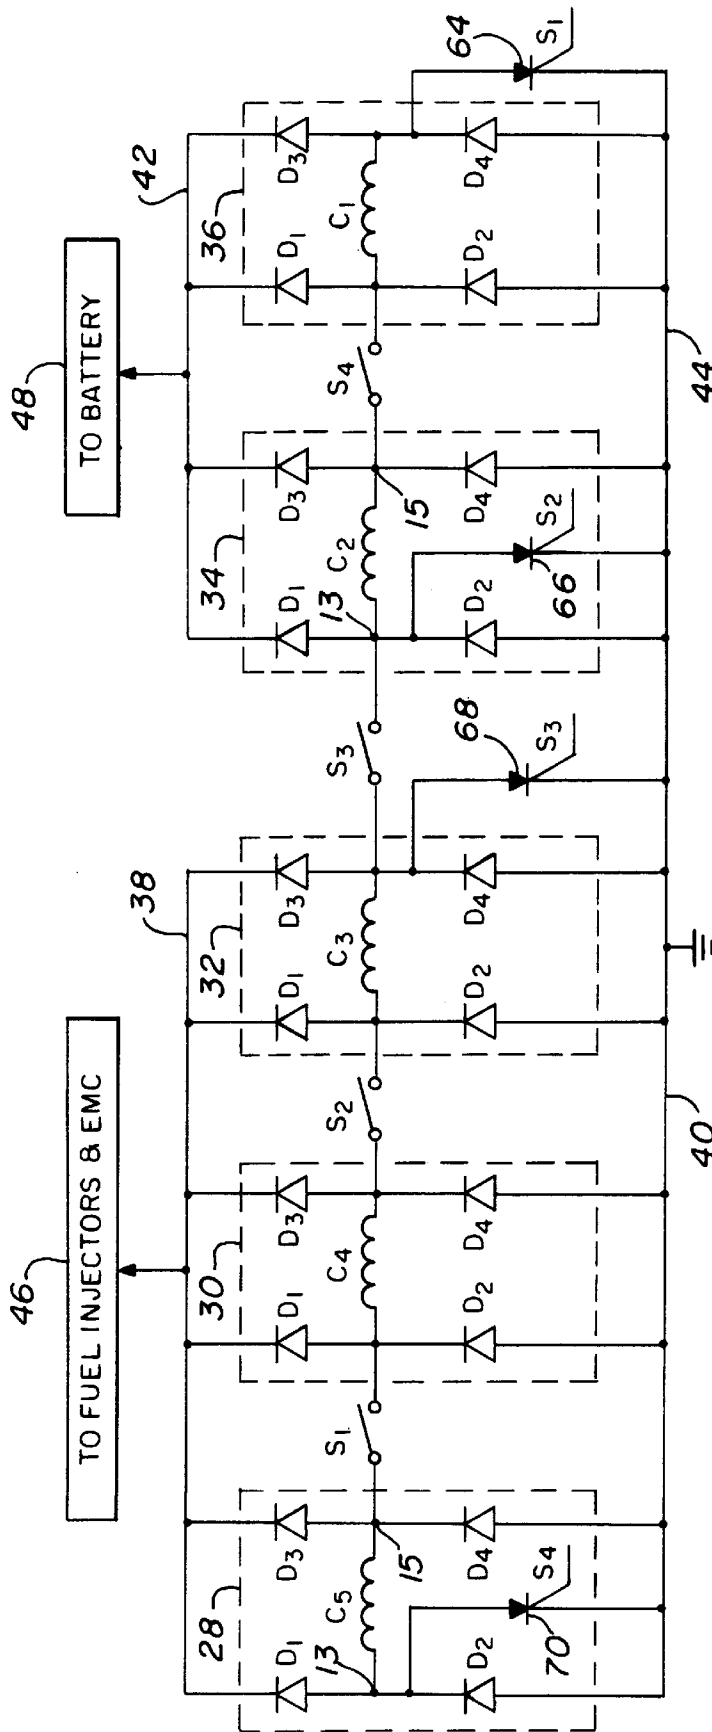 46
TO FUEL INJECTORS & EMC
48
TO BATTERY
38
42
28
30
32
34
36
D1
D3
D1
D3
D1
D3
D1
D3
D1
D3
13
C5
15
S1
C4
S2
C3
S3
13
C2
15
S4
C1
D2
D4
D2
D4
D2
D4
D2
D4
D2
D4
70
S4
68
S3
66
S2
64
S1
40
44